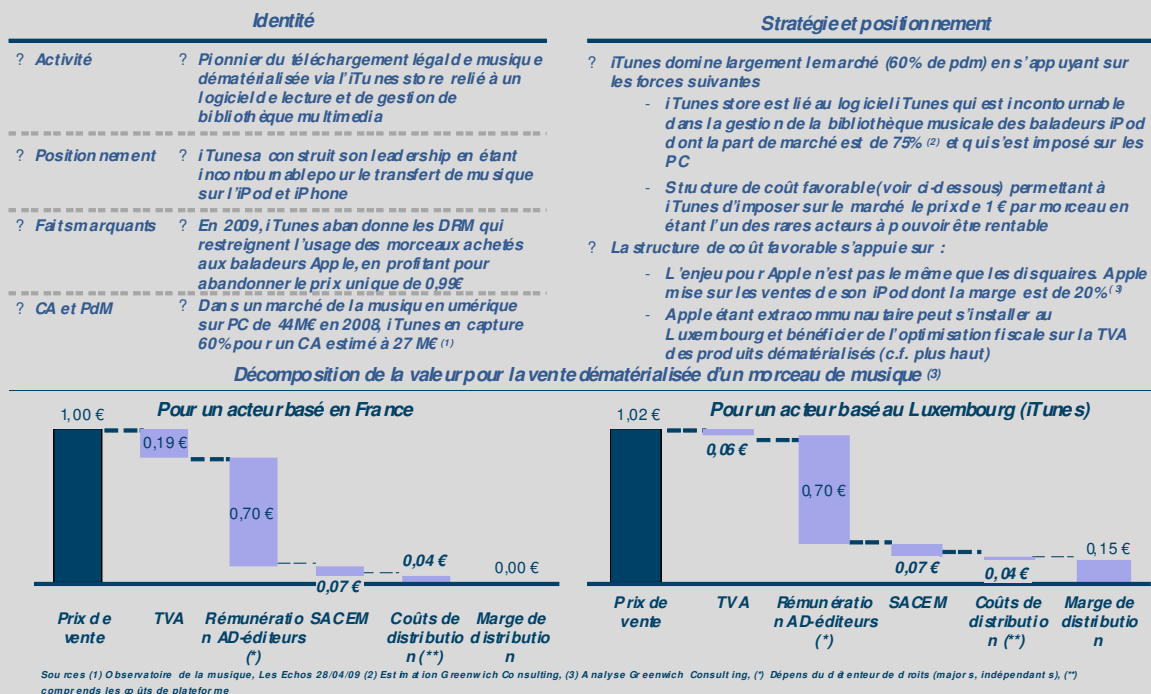 Identité
? Activité
? Pionnier du téléchargement légal de musique
dématérialisée via l'iTunes store relié à un
logiciel de lecture et de gestion de
bibliothèque multimedia
? Positionnement
? iTunes a construit son leadership en étant
incontournable pour le transfert de musique
sur l'iPod et iPhone
? Faits marquants
? En 2009, iTunes abandonne les DRM qui
restreignent l'usage des morceaux achetés
aux baladeurs Apple, en profitant pour
abandonner le prix unique de 0,99€
? CA et PdM
? Dans un marché de la musique numérique
sur PC de 44M€ en 2008, iTunes en capture
60% pour un CA estimé à 27 M€ (1)
Stratégie et positionnement
? iTunes domine largement le marché (60% de pdm) en s'appuyant sur
les forces suivantes
- iTunes store est lié au logiciel iTunes qui est incontournable
dans la gestion de la bibliothèque musicale des baladeurs iPod
dont la part de marché est de 75% (2) et qui s'est imposé sur les
PC
- Structure de coût favorable (voir ci-dessous) permettant à
iTunes d'imposer sur le marché le prix de 1 € par morceau en
étant l'un des rares acteurs à pouvoir être rentable
? La structure de coût favorable s'appuie sur :
- L'enjeu pour Apple n'est pas le même que les disquaires. Apple
mise sur les ventes de son iPod dont la marge est de 20% (3)
- Apple étant extracommunautaire peut s'installer au
Luxembourg et bénéficier de l'optimisation fiscale sur la TVA
des produits dématérialisés (c.f. plus haut)
Décomposition de la valeur pour la vente dématérialisée d'un morceau de musique (3)
Pour un acteur basé en France
1,00 €
0,19 €
0,70 €
0,07 €
0,04 €
0,00 €
Prix de
vente
TVA
Rémunératio
n AD-éditeurs
(*)
SACEM
Coûts de
distributio
n (**)
Marge de
distributio
n
Pour un acteur basé au Luxembourg (iTunes)
1,02 €
0,06 €
0,70 €
0,07 €
0,04 €
0,15 €
Prix de
vente
TVA
Rémunératio
n AD-éditeurs
(*)
SACEM
Coûts de
distributio
n (**)
Marge de
distributio
n
Sources (1) Observatoire de la musique, Les Echos 28/04/09 (2) Estimation Greenwich Consulting, (3) Analyse Greenwich Consulting, (*) Dépens du détenteur de droits (majors, indépendants), (**)
comprends les coûts de plateforme